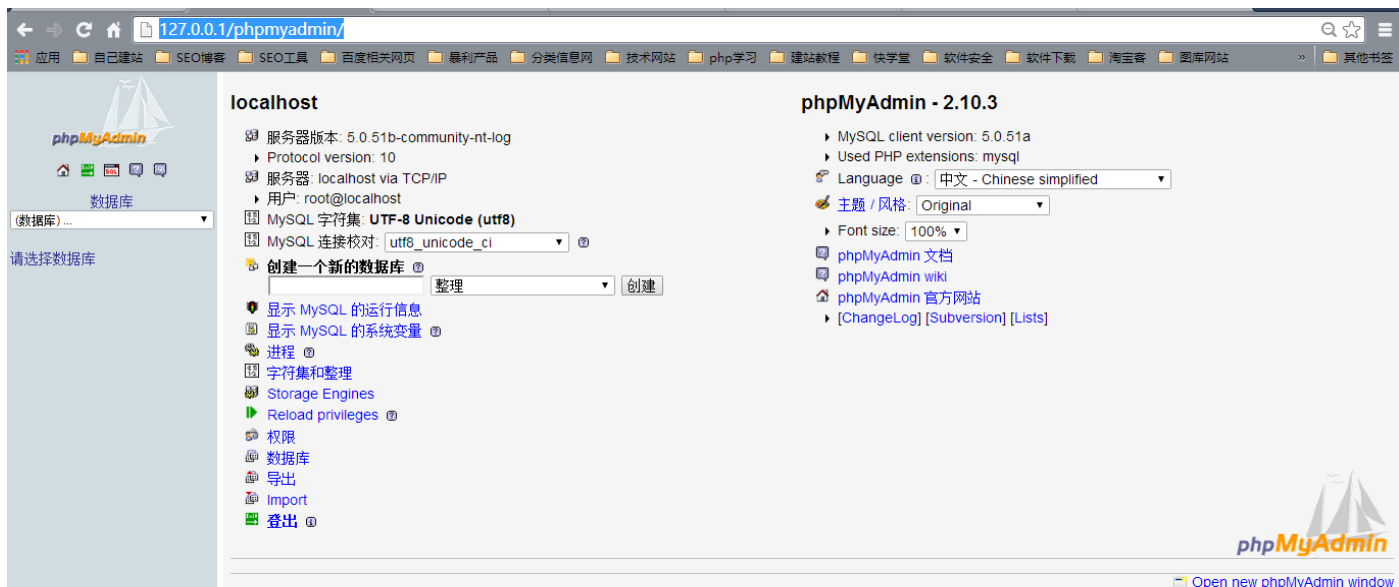 127.0.0.1/phpmyadmin/
应用 自己建站 SEO博客 SEO工具 百度相关网页 暴利产品 分类信息网 技术网站 php学习 建站教程 快学堂 软件安全 软件下载 淘宝客 图库网站 » 其他书签
phpMyAdmin
SQL
数据库
(数据库) ...
请选择数据库
localhost
服务器版本: 5.0.51b-community-nt-log
Protocol version: 10
服务器: localhost via TCP/IP
用户: root@localhost
MySQL 字符集: UTF-8 Unicode (utf8)
MySQL 连接校对: utf8_unicode_ci
创建一个新的数据库
整理 创建
显示 MySQL 的运行信息
显示 MySQL 的系统变量
进程
字符集和整理
Storage Engines
Reload privileges
权限
数据库
导出
Import
登出
phpMyAdmin - 2.10.3
MySQL client version: 5.0.51a
Used PHP extensions: mysql
Language : 中文 - Chinese simplified
主题 / 风格: Original
Font size: 100%
phpMyAdmin 文档
phpMyAdmin wiki
phpMyAdmin 官方网站
[ChangeLog] [Subversion] [Lists]
phpMyAdmin
Open new phpMyAdmin window